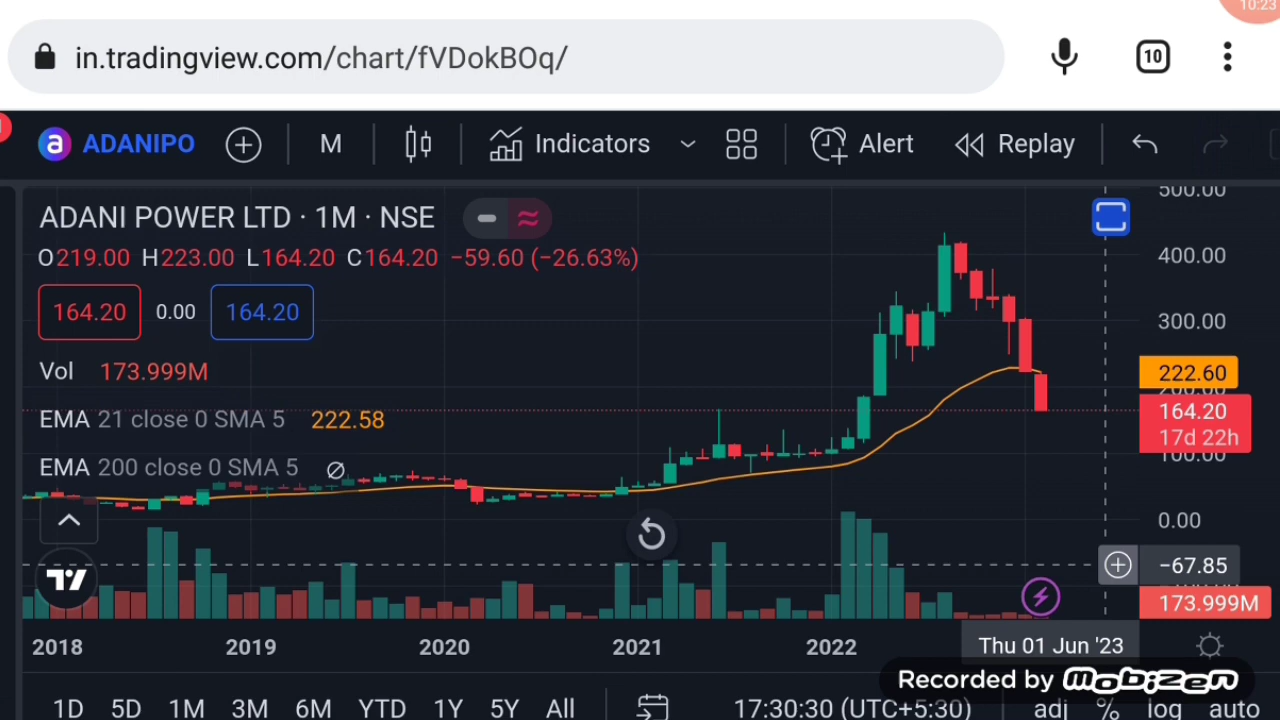 10:23
in.tradingview.com/chart/fVDokBOq/
10
a ADANIPO M Indicators Alert Replay
ADANI POWER LTD · 1M · NSE
O219.00 H223.00 L164.20 C164.20 −59.60 (−26.63%)
164.20 0.00 164.20
Vol 173.999M
EMA 21 close 0 SMA 5 222.58
EMA 200 close 0 SMA 5 Ø
500.00
400.00
300.00
222.60
200.00
164.20
17d 22h
100.00
0.00
−67.85
173.999M
2018 2019 2020 2021 2022 Thu 01 Jun '23
Recorded by mobizen
1D 5D 1M 3M 6M YTD 1Y 5Y All 17:30:30 (UTC+5:30) adj % log auto